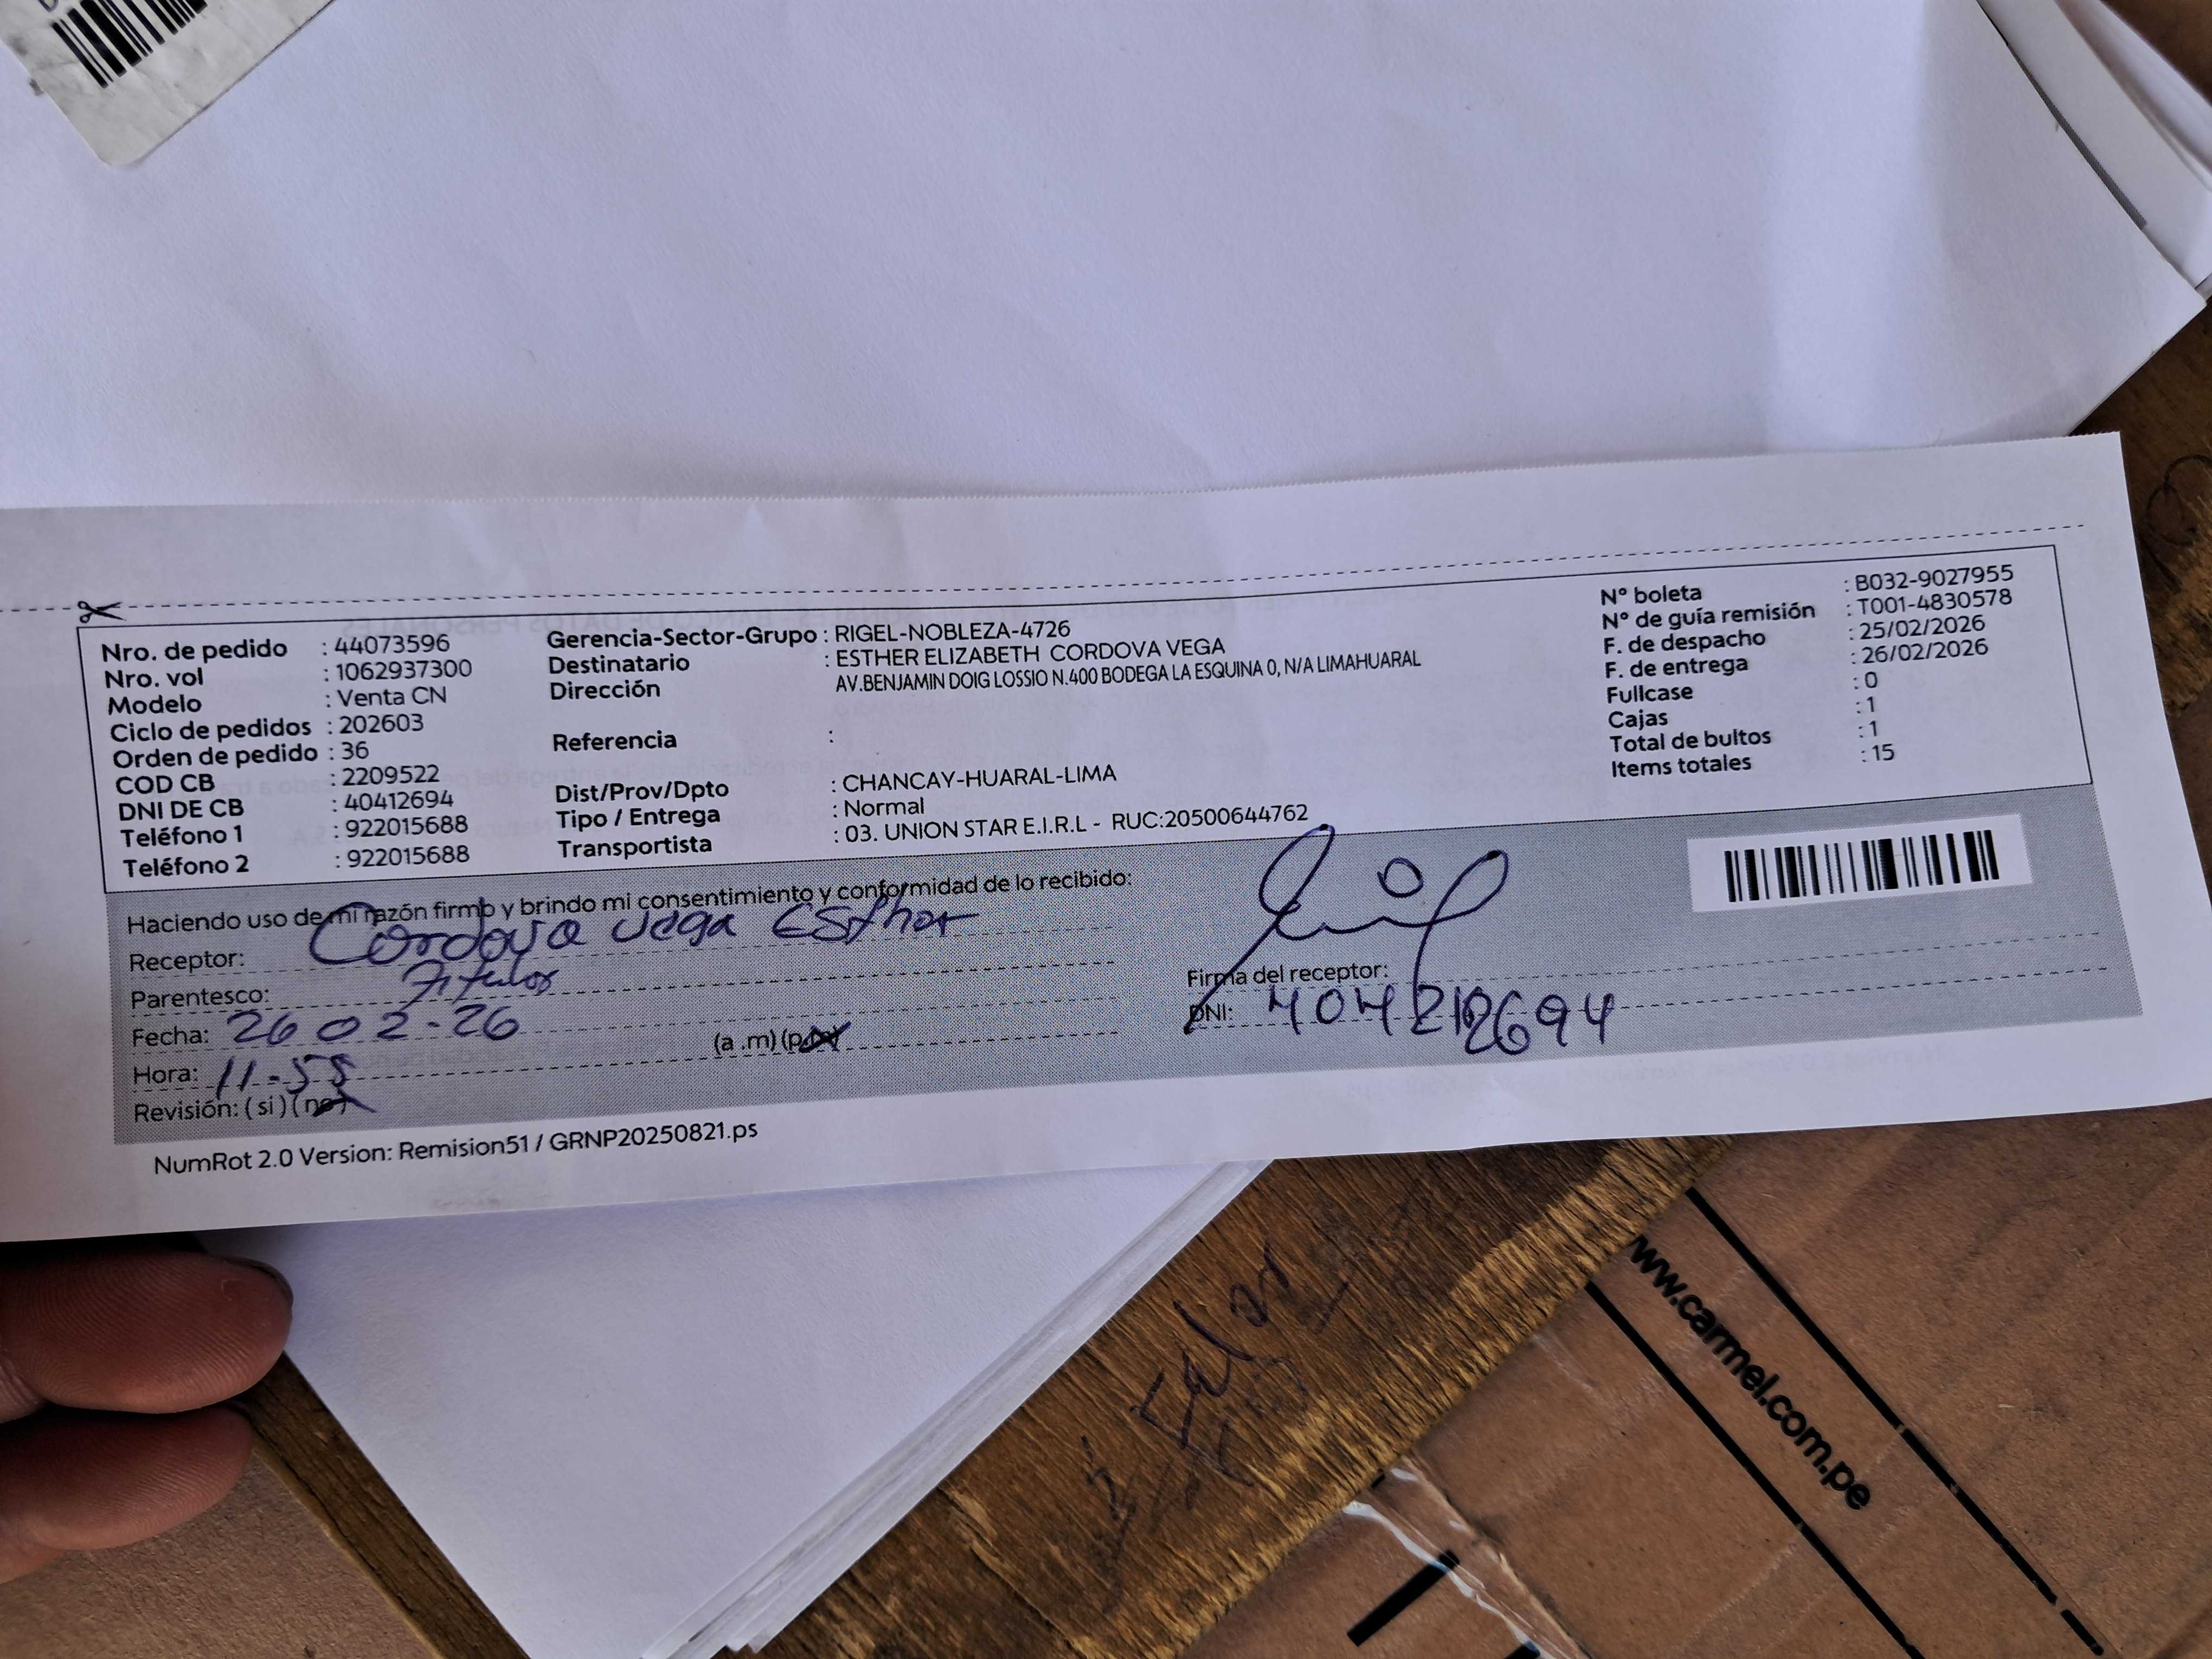 Nro. de pedido : 44073596
Nro. vol : 1062937300
Modelo : Venta CN
Ciclo de pedidos : 202603
Orden de pedido : 36
COD CB : 2209522
DNI DE CB : 40412694
Teléfono 1 : 922015688
Teléfono 2 : 922015688
Gerencia-Sector-Grupo : RIGEL-NOBLEZA-4726
Destinatario : ESTHER ELIZABETH CORDOVA VEGA
Dirección AV.BENJAMIN DOIG LOSSIO N.400 BODEGA LA ESQUINA 0, N/A LIMAHUARAL
Referencia :
Dist/Prov/Dpto : CHANCAY-HUARAL-LIMA
Tipo / Entrega : Normal
Transportista : 03. UNION STAR E.I.R.L - RUC:20500644762
N° boleta : B032-9027955
N° de guía remisión : T001-4830578
F. de despacho : 25/02/2026
F. de entrega : 26/02/2026
Fullcase : 0
Cajas : 1
Total de bultos : 1
Items totales : 15
Haciendo uso de mi razón firmo y brindo mi consentimiento y conformidad de lo recibido:
Receptor: Cordova Vega Esther
Parentesco:
Fecha: 26 02-26
Hora: 11-55 (a .m) (p.m)
Revisión: ( si ) ( no )
Firma del receptor:
DNI:
NumRot 2.0 Version: Remision51 / GRNP20250821.ps
ww.carmel.com.pe